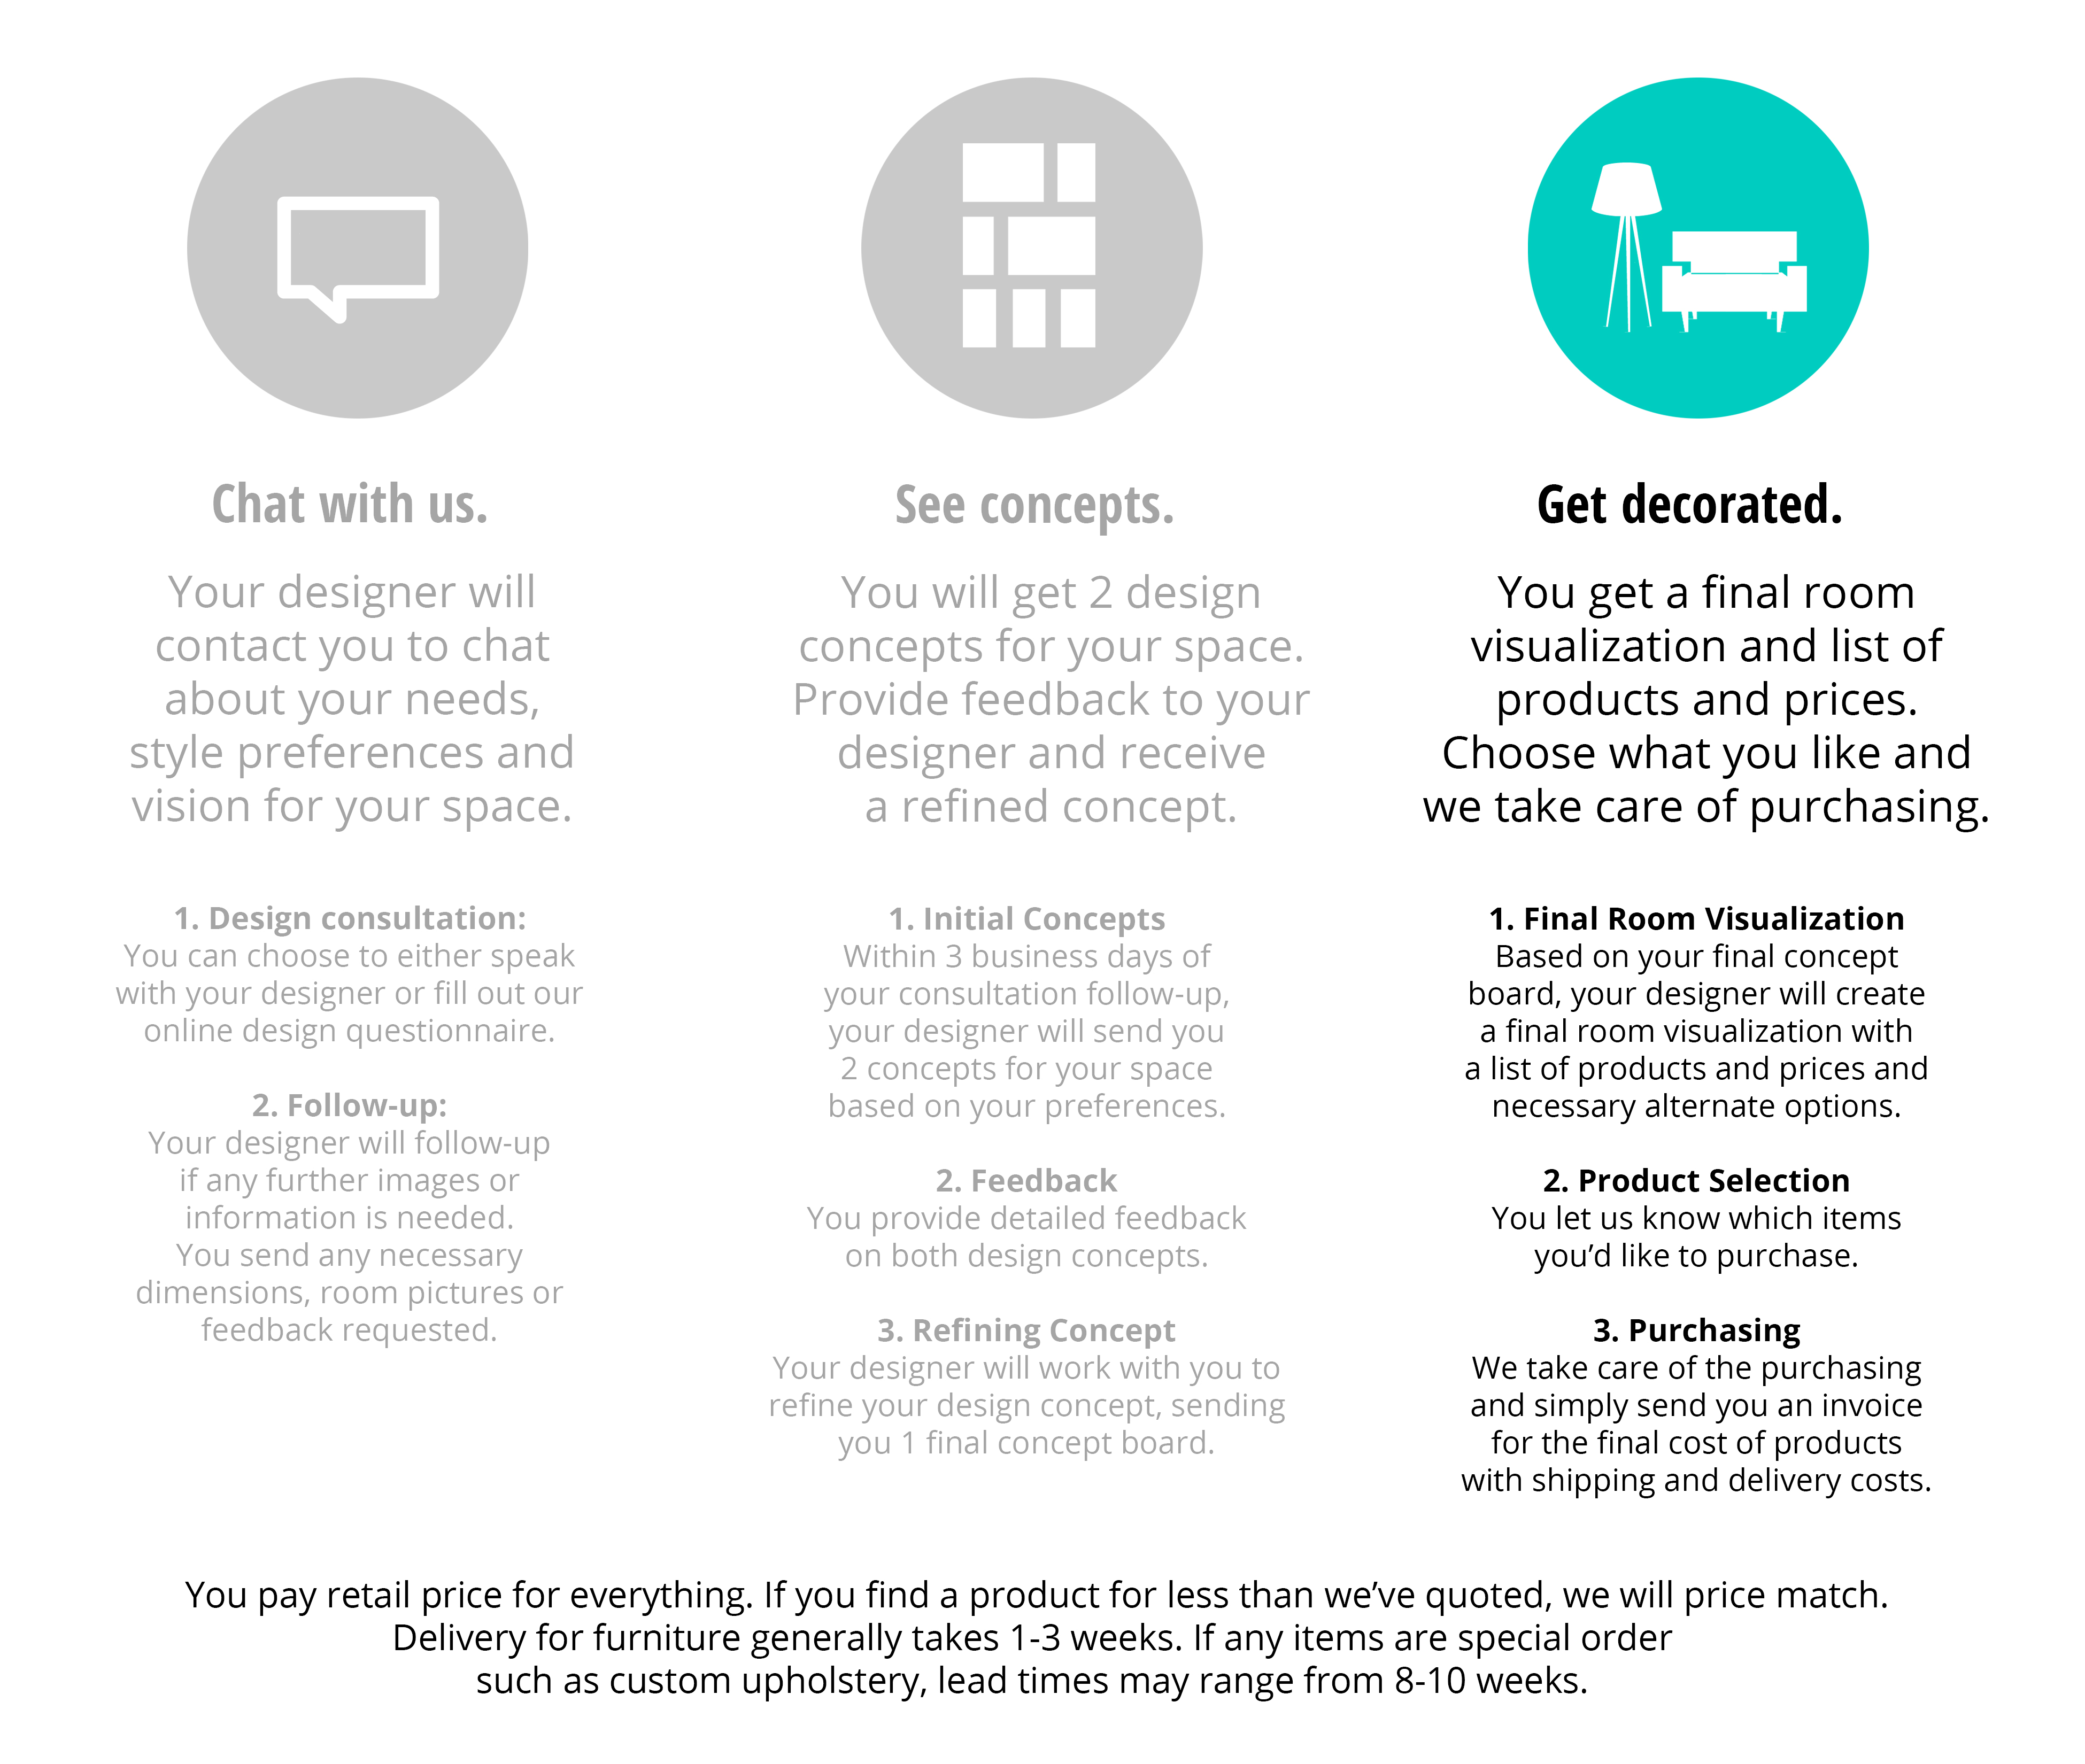 Chat with us.
Your designer will
contact you to chat
about your needs,
style preferences and
vision for your space.
1. Design consultation:
You can choose to either speak
with your designer or fill out our
online design questionnaire.
2. Follow-up:
Your designer will follow-up
if any further images or
information is needed.
You send any necessary
dimensions, room pictures or
feedback requested.
See concepts.
You will get 2 design
concepts for your space.
Provide feedback to your
designer and receive
a refined concept.
1. Initial Concepts
Within 3 business days of
your consultation follow-up,
your designer will send you
2 concepts for your space
based on your preferences.
2. Feedback
You provide detailed feedback
on both design concepts.
3. Refining Concept
Your designer will work with you to
refine your design concept, sending
you 1 final concept board.
Get decorated.
You get a final room
visualization and list of
products and prices.
Choose what you like and
we take care of purchasing.
1. Final Room Visualization
Based on your final concept
board, your designer will create
a final room visualization with
a list of products and prices and
necessary alternate options.
2. Product Selection
You let us know which items
you’d like to purchase.
3. Purchasing
We take care of the purchasing
and simply send you an invoice
for the final cost of products
with shipping and delivery costs.
You pay retail price for everything. If you find a product for less than we’ve quoted, we will price match.
Delivery for furniture generally takes 1-3 weeks. If any items are special order
such as custom upholstery, lead times may range from 8-10 weeks.